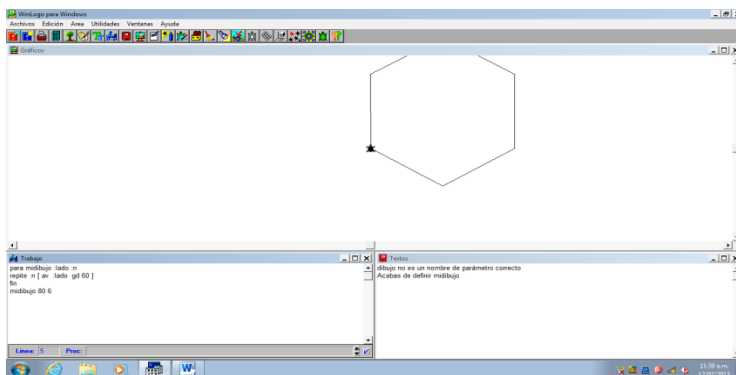 WinLogo para Windows
Archivos Edición Area Utilidades Ventanas Ayuda
Gráficos
Trabajo
para midibujo :lado :n
repite :n [ av :lado gd 60 ]
fin
midibujo 80 6
Línea: 5 Proc:
Textos
dibujo no es un nombre de parámetro correcto
Acabas de definir midibujo
W
11:39 a.m.